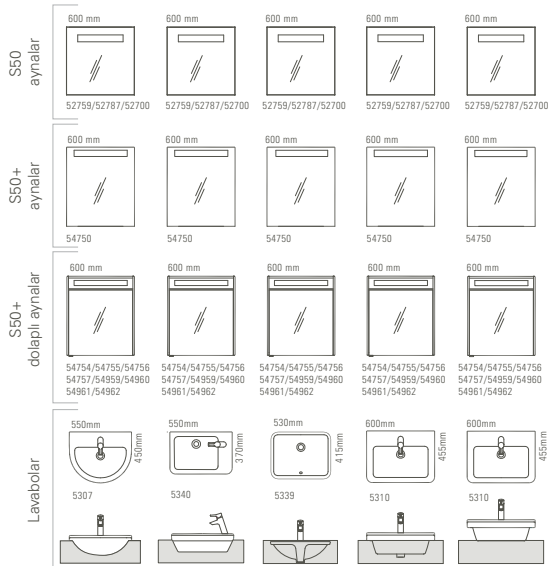 S50
aynalar
600 mm 600 mm 600 mm 600 mm 600 mm
52759/52787/52700 52759/52787/52700 52759/52787/52700 52759/52787/52700 52759/52787/52700
S50+
aynalar
600 mm 600 mm 600 mm 600 mm 600 mm
54750 54750 54750 54750 54750
S50+
dolaplı aynalar
600 mm 600 mm 600 mm 600 mm 600 mm
54754/54755/54756 54754/54755/54756 54754/54755/54756 54754/54755/54756 54754/54755/54756
54757/54959/54960 54757/54959/54960 54757/54959/54960 54757/54959/54960 54757/54959/54960
54961/54962 54961/54962 54961/54962 54961/54962 54961/54962
Lavabolar
550mm 550mm 530mm 600mm 600mm
450mm 370mm 415mm 455mm 455mm
5307 5340 5339 5310 5310